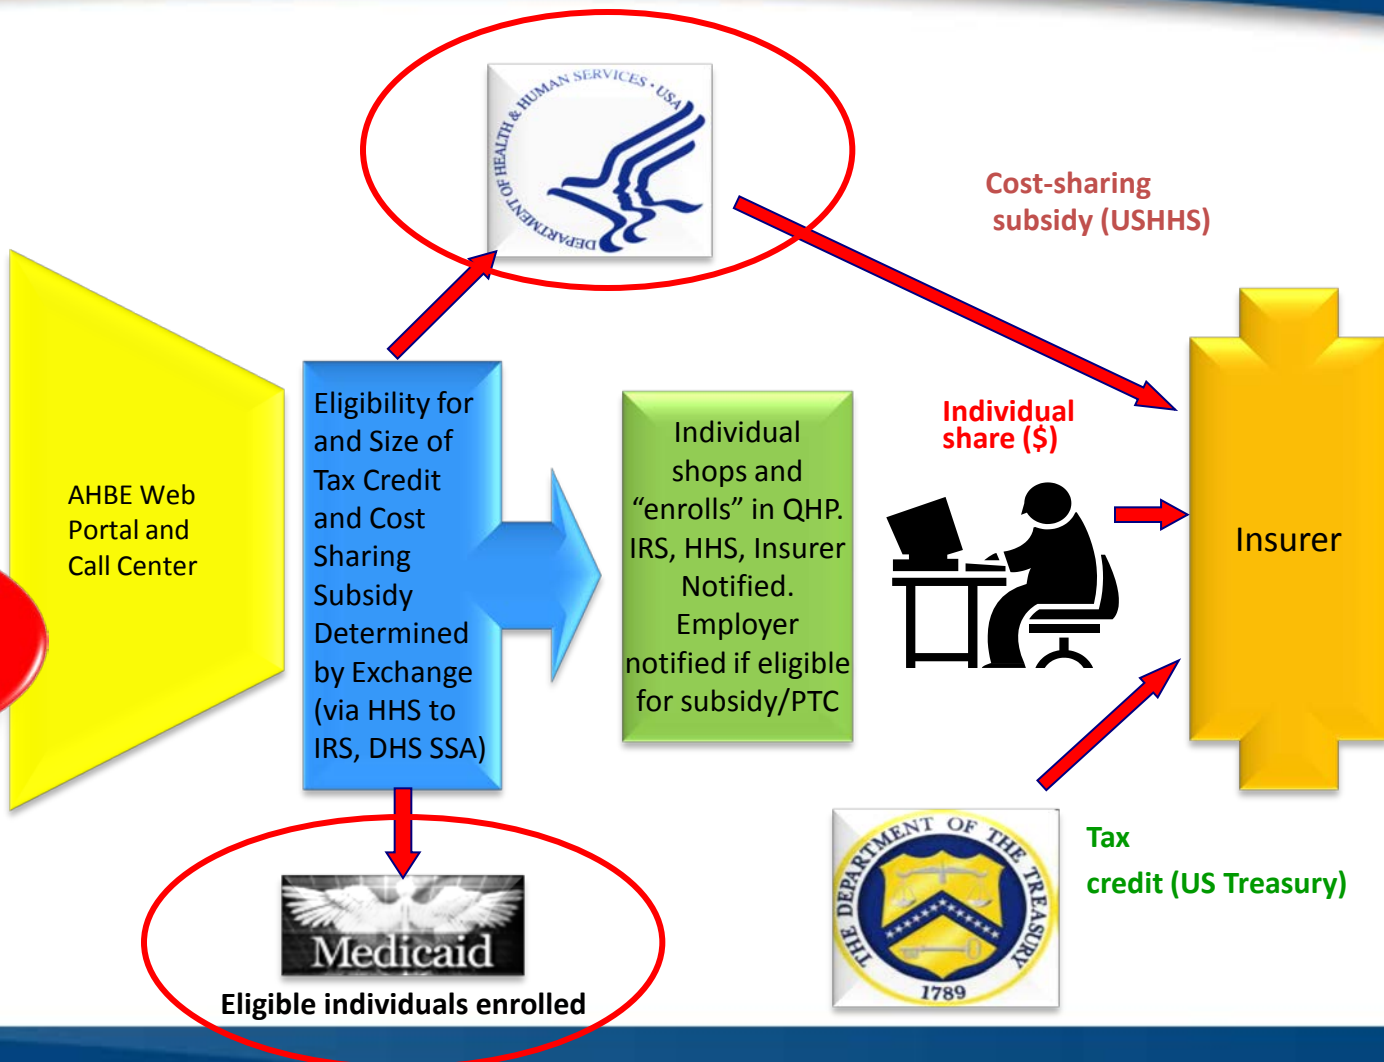 DEPARTMENT OF HEALTH & HUMAN SERVICES • USA
Cost-sharing
subsidy (USHHS)
AHBE Web
Portal and
Call Center
Eligibility for
and Size of
Tax Credit
and Cost
Sharing
Subsidy
Determined
by Exchange
(via HHS to
IRS, DHS SSA)
Individual
shops and
“enrolls” in QHP.
IRS, HHS, Insurer
Notified.
Employer
notified if eligible
for subsidy/PTC
Individual
share ($)
Insurer
Medicaid
Eligible individuals enrolled
THE DEPARTMENT OF THE TREASURY
1789
Tax
credit (US Treasury)